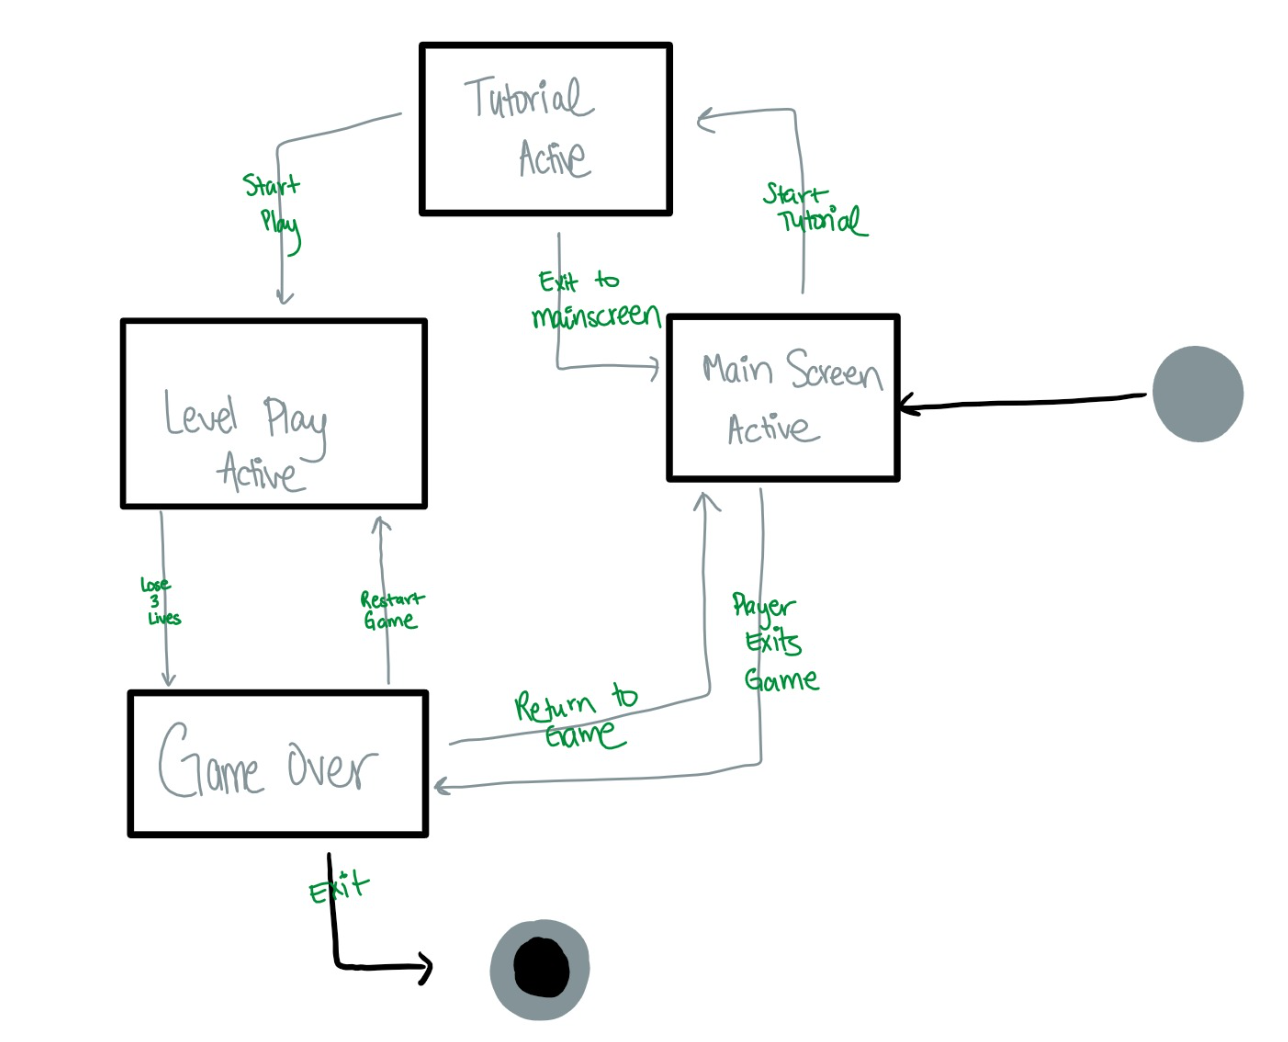 Tutorial
Active
Start
Play
Start
Tutorial
Exit to
mainscreen
Main Screen
Active
Level Play
Active
Lose
3
Lives
Restart
Game
Player
Exits
Game
Return to
Game
Game Over
Exit